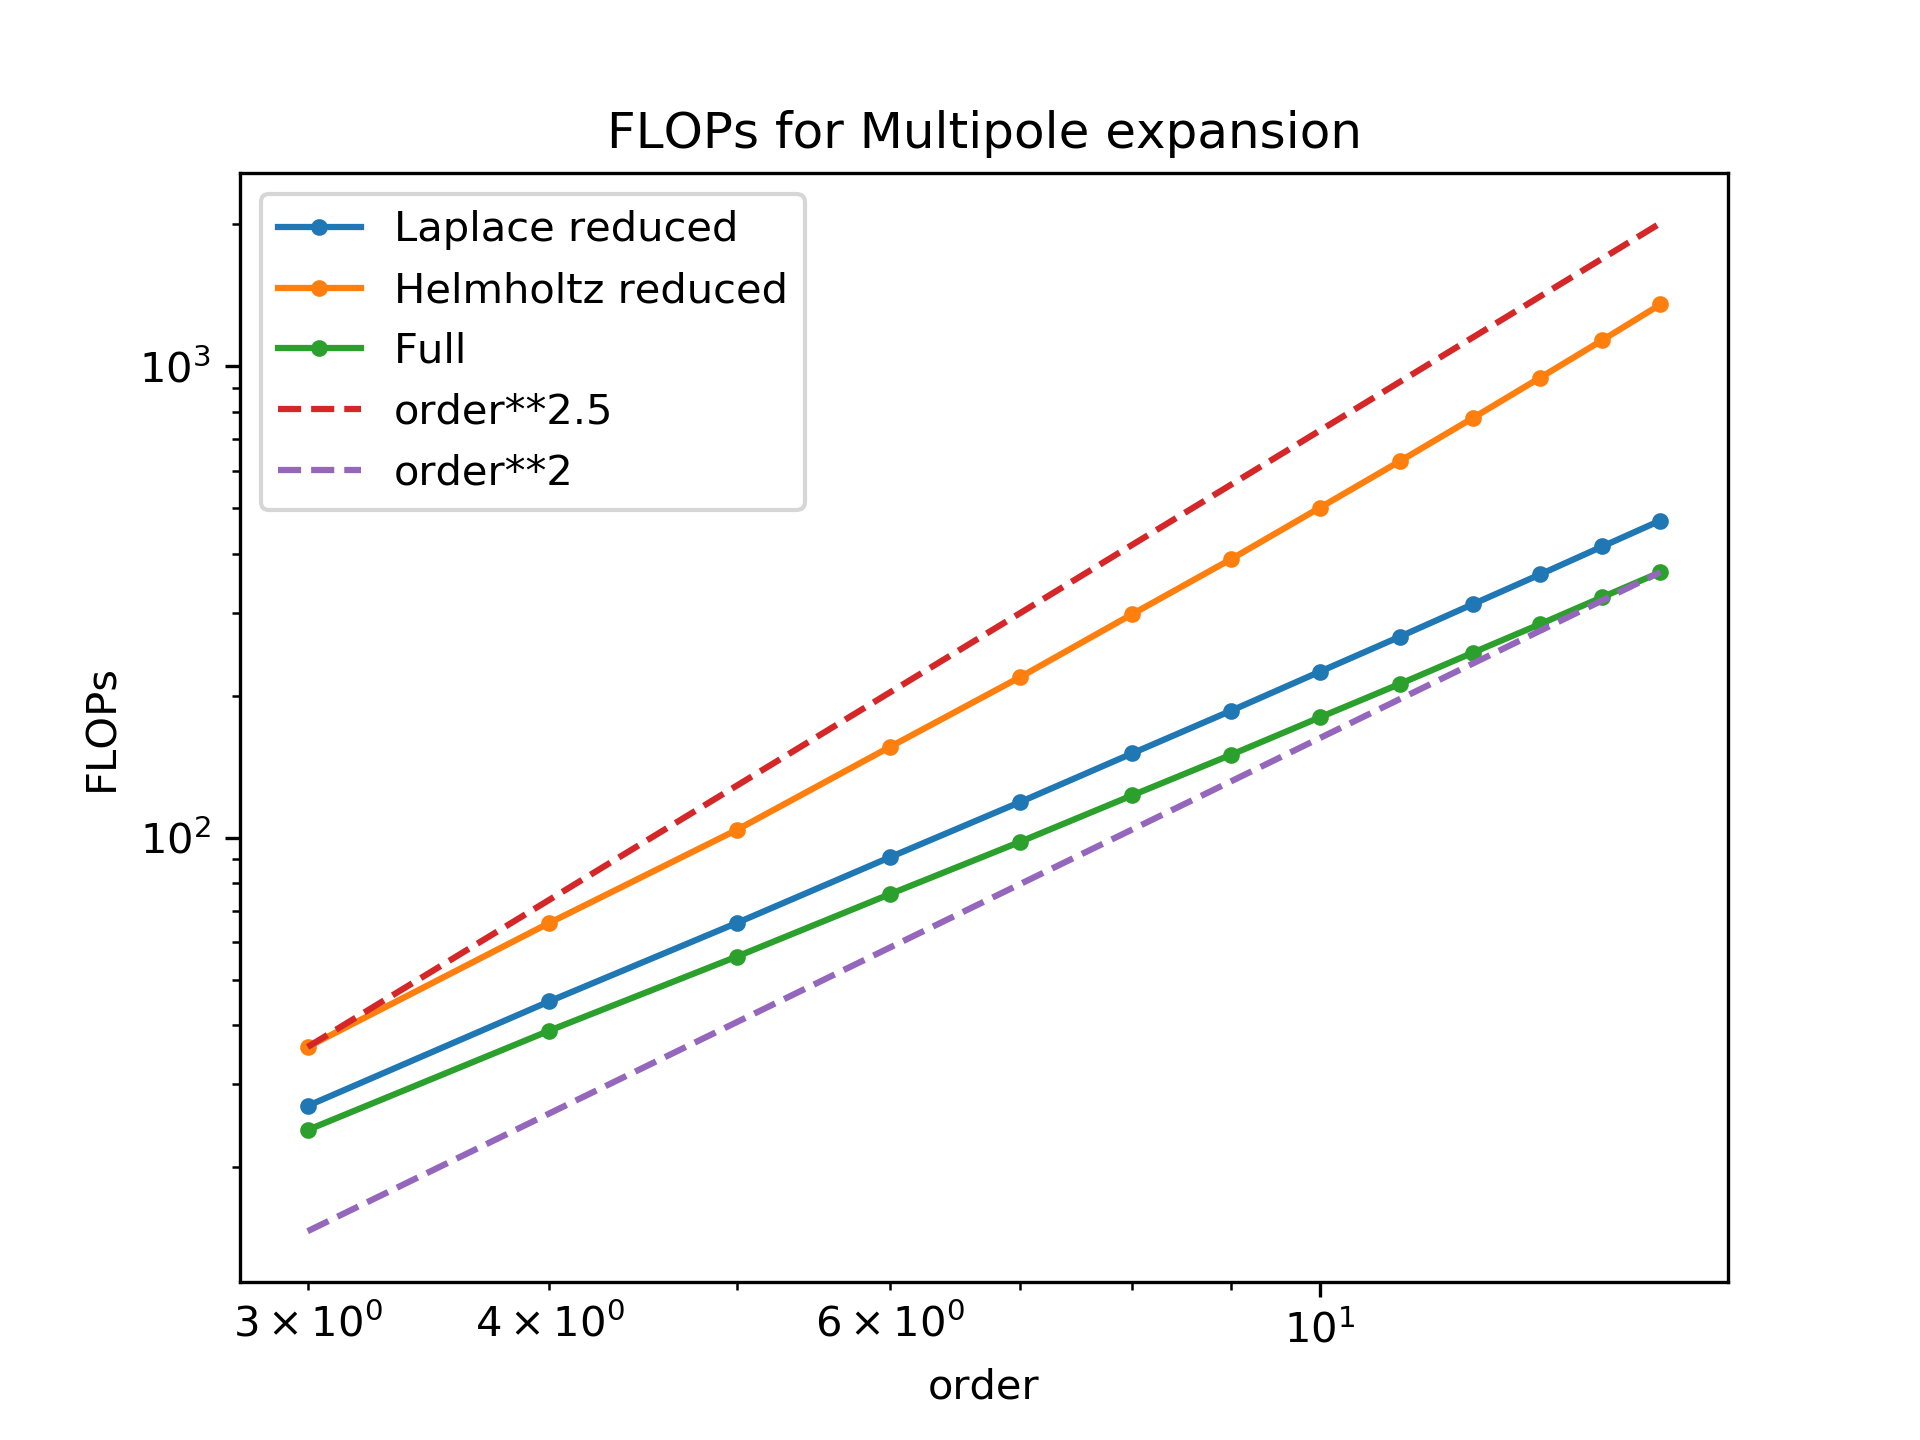 FLOPs for Multipole expansion
Laplace reduced
Helmholtz reduced
Full
order**2.5
order**2
10³
10²
FLOPs
3 × 10⁰
4 × 10⁰
6 × 10⁰
10¹
order